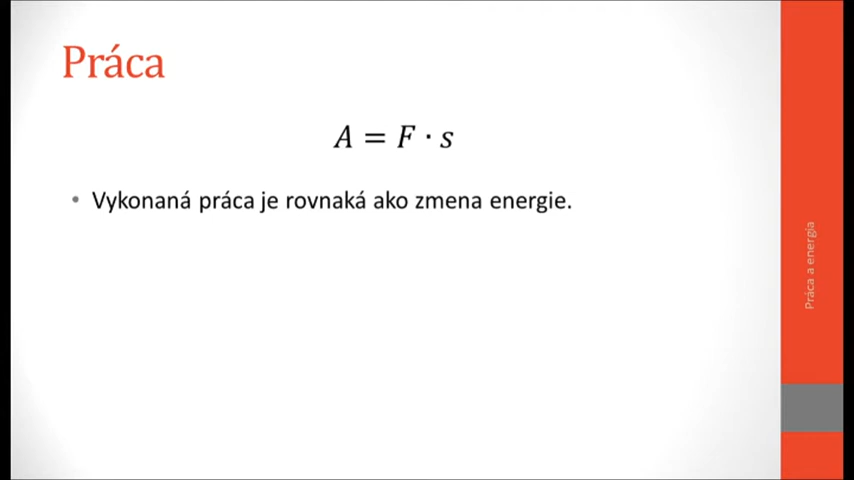 Práca
A = F · s
• Vykonaná práca je rovnaká ako zmena energie.
Práca a energia